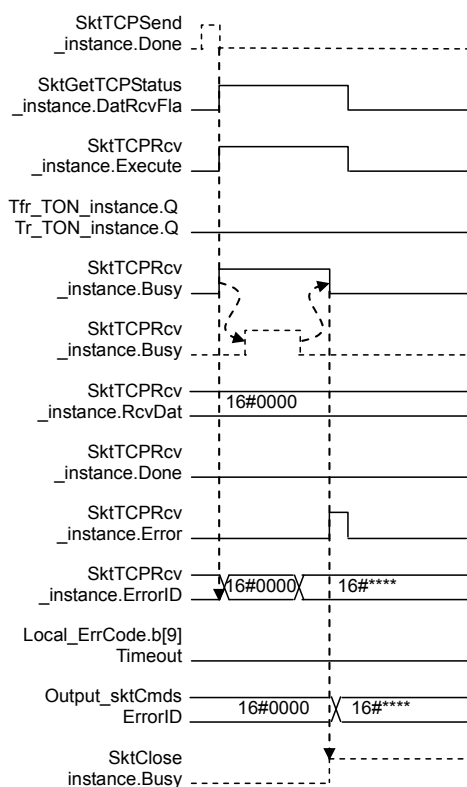 SktTCPSend
_instance.Done
SktGetTCPStatus
_instance.DatRcvFla
SktTCPRcv
_instance.Execute
Tfr_TON_instance.Q
Tr_TON_instance.Q
SktTCPRcv
_instance.Busy
SktTCPRcv
_instance.Busy
SktTCPRcv
_instance.RcvDat
16#0000
SktTCPRcv
_instance.Done
SktTCPRcv
_instance.Error
SktTCPRcv
_instance.ErrorID
16#0000
16#****
Local_ErrCode.b[9]
Timeout
Output_sktCmds
ErrorID
16#0000
16#****
SktClose
instance.Busy